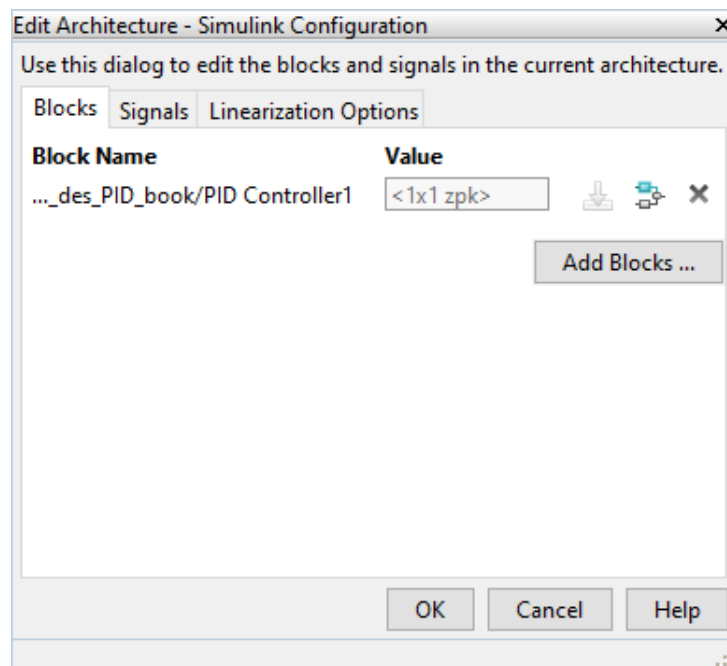 Edit Architecture - Simulink Configuration
Use this dialog to edit the blocks and signals in the current architecture.
Blocks Signals Linearization Options
Block Name Value
..._des_PID_book/PID Controller1 <1x1 zpk>
Add Blocks ...
OK Cancel Help